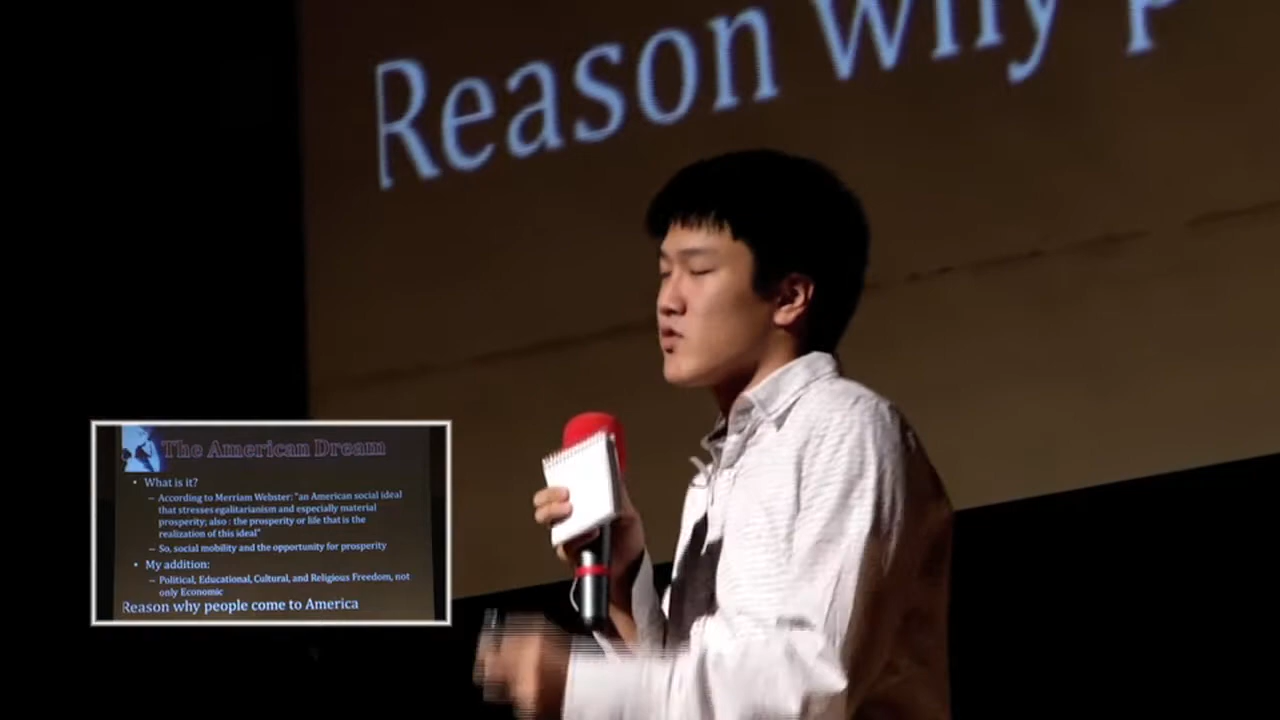 Reason why p
The American Dream
• What is it?
– According to Merriam Webster: "an American social ideal
that stresses egalitarianism and especially material
prosperity; also : the prosperity or life that is the
realization of this ideal"
– So, social mobility and the opportunity for prosperity
• My addition:
– Political, Educational, Cultural, and Religious Freedom, not
only Economic
Reason why people come to America